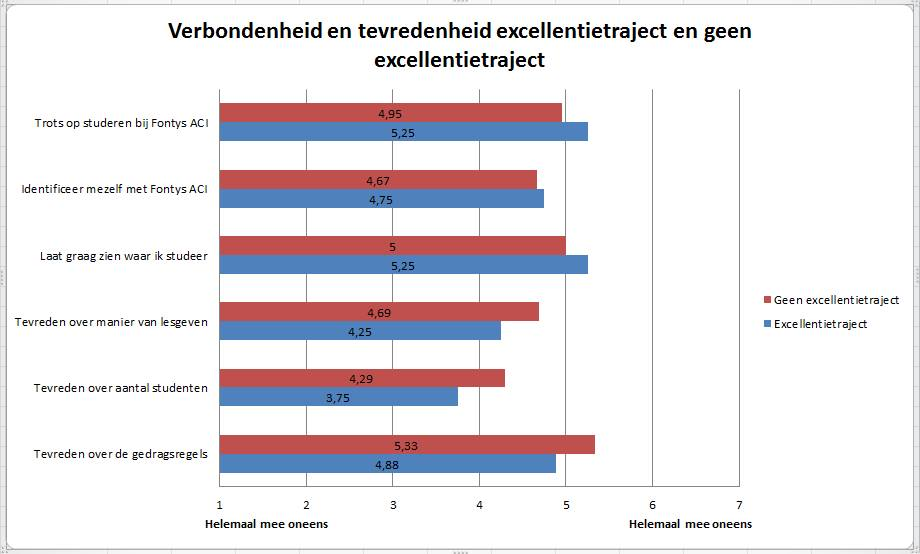 Verbondenheid en tevredenheid excellentietraject en geen
excellentietraject
Trots op studeren bij Fontys ACI
4,95
5,25
Identificeer mezelf met Fontys ACI
4,67
4,75
Laat graag zien waar ik studeer
5
5,25
Tevreden over manier van lesgeven
4,69
4,25
Tevreden over aantal studenten
4,29
3,75
Tevreden over de gedragsregels
5,33
4,88
Geen excellentietraject
Excellentietraject
1 2 3 4 5 6 7
Helemaal mee oneens Helemaal mee oneens